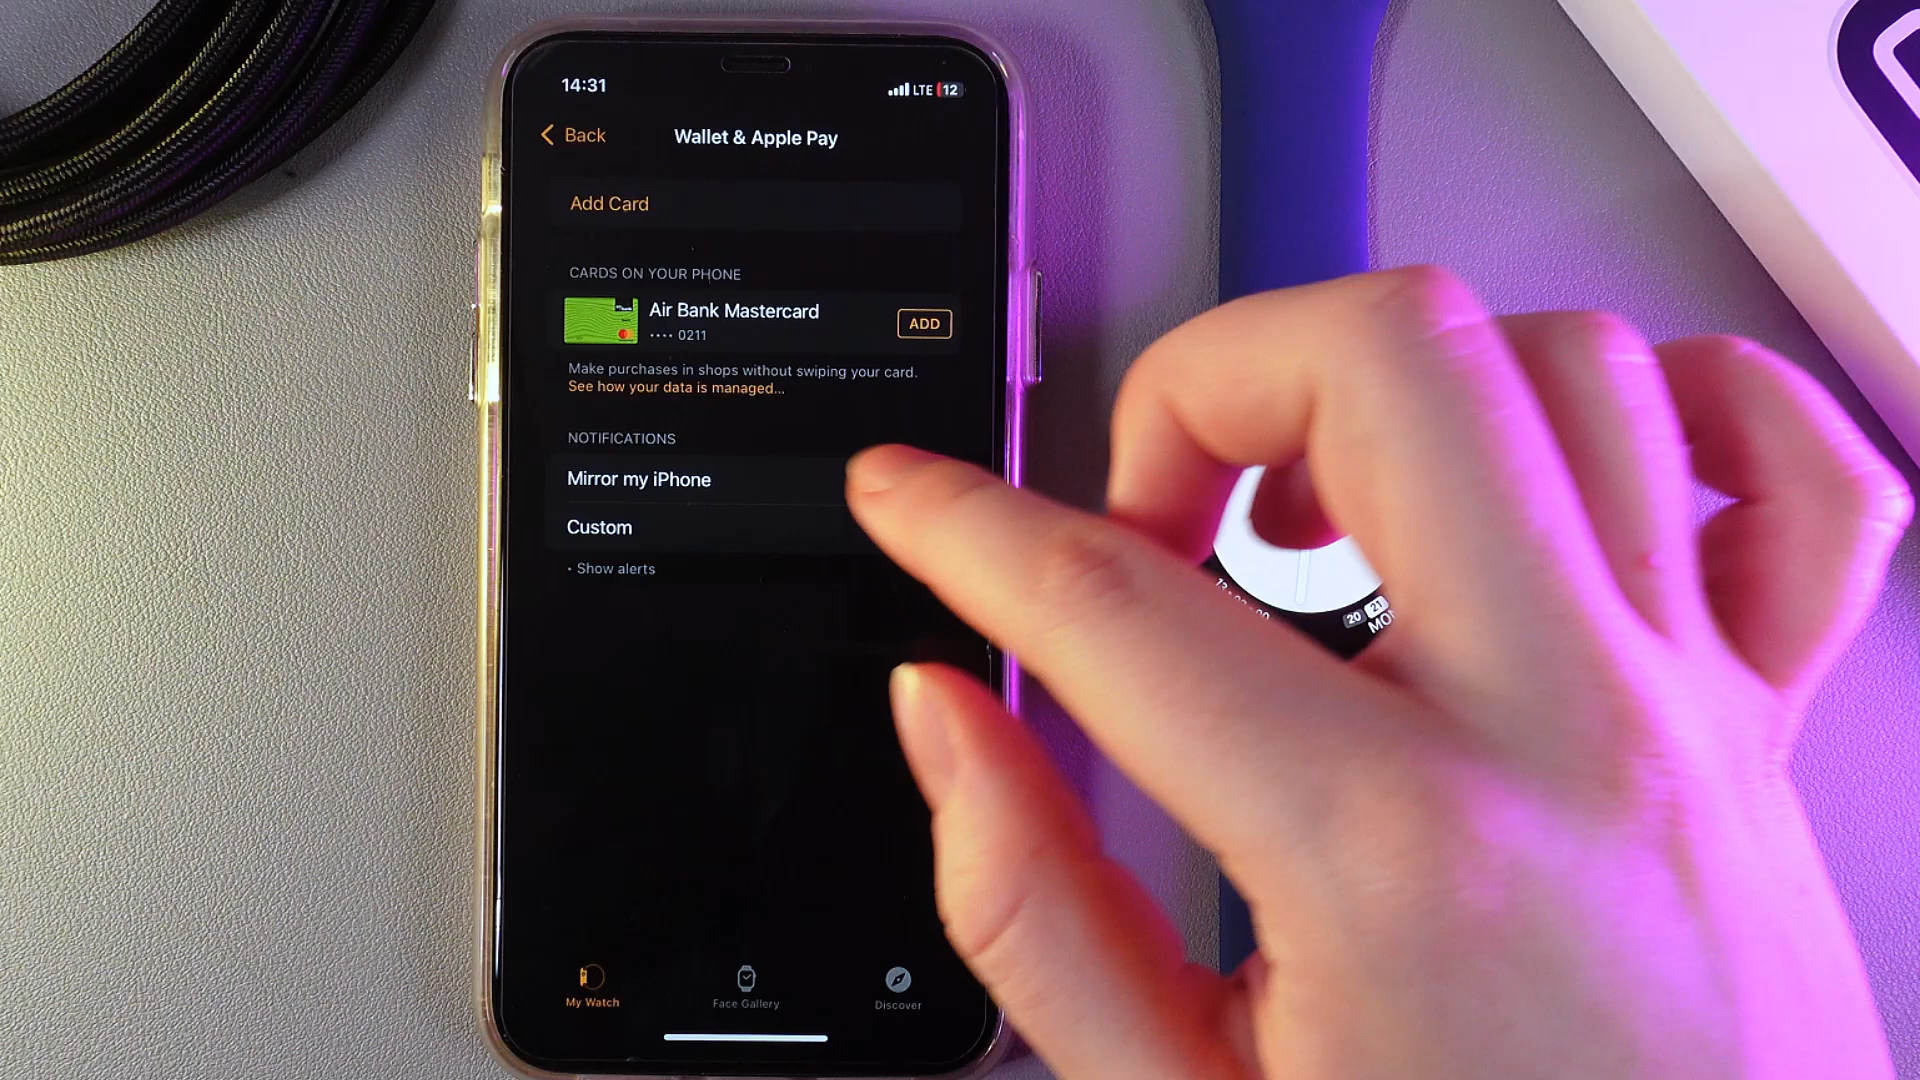 14:31
LTE 12
Back
Wallet & Apple Pay
Add Card
CARDS ON YOUR PHONE
Air Bank Mastercard
ADD
•••• 0211
Make purchases in shops without swiping your card.
See how your data is managed...
NOTIFICATIONS
Mirror my iPhone
Custom
• Show alerts
20 21
MO
My Watch
Face Gallery
Discover